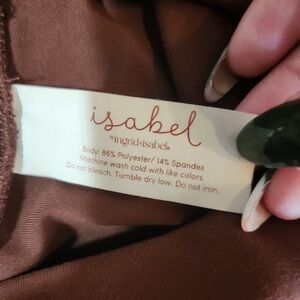 isabel
by ingrid+isabel®
Body: 86% Polyester/ 14% Spandex
Machine wash cold with like colors.
Do not bleach. Tumble dry low. Do not iron.